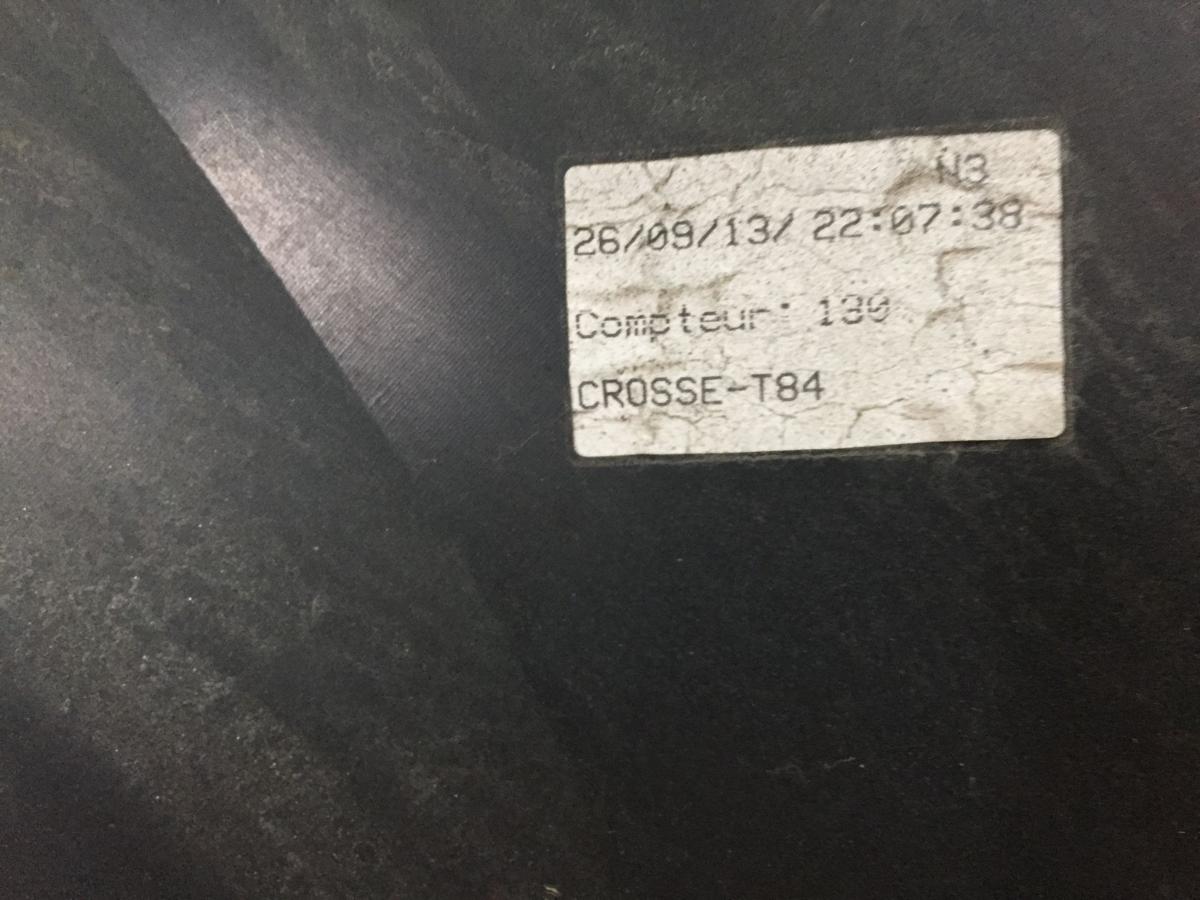 N3
26/09/13/ 22:07:38
Compteur: 130
CROSSE-T84